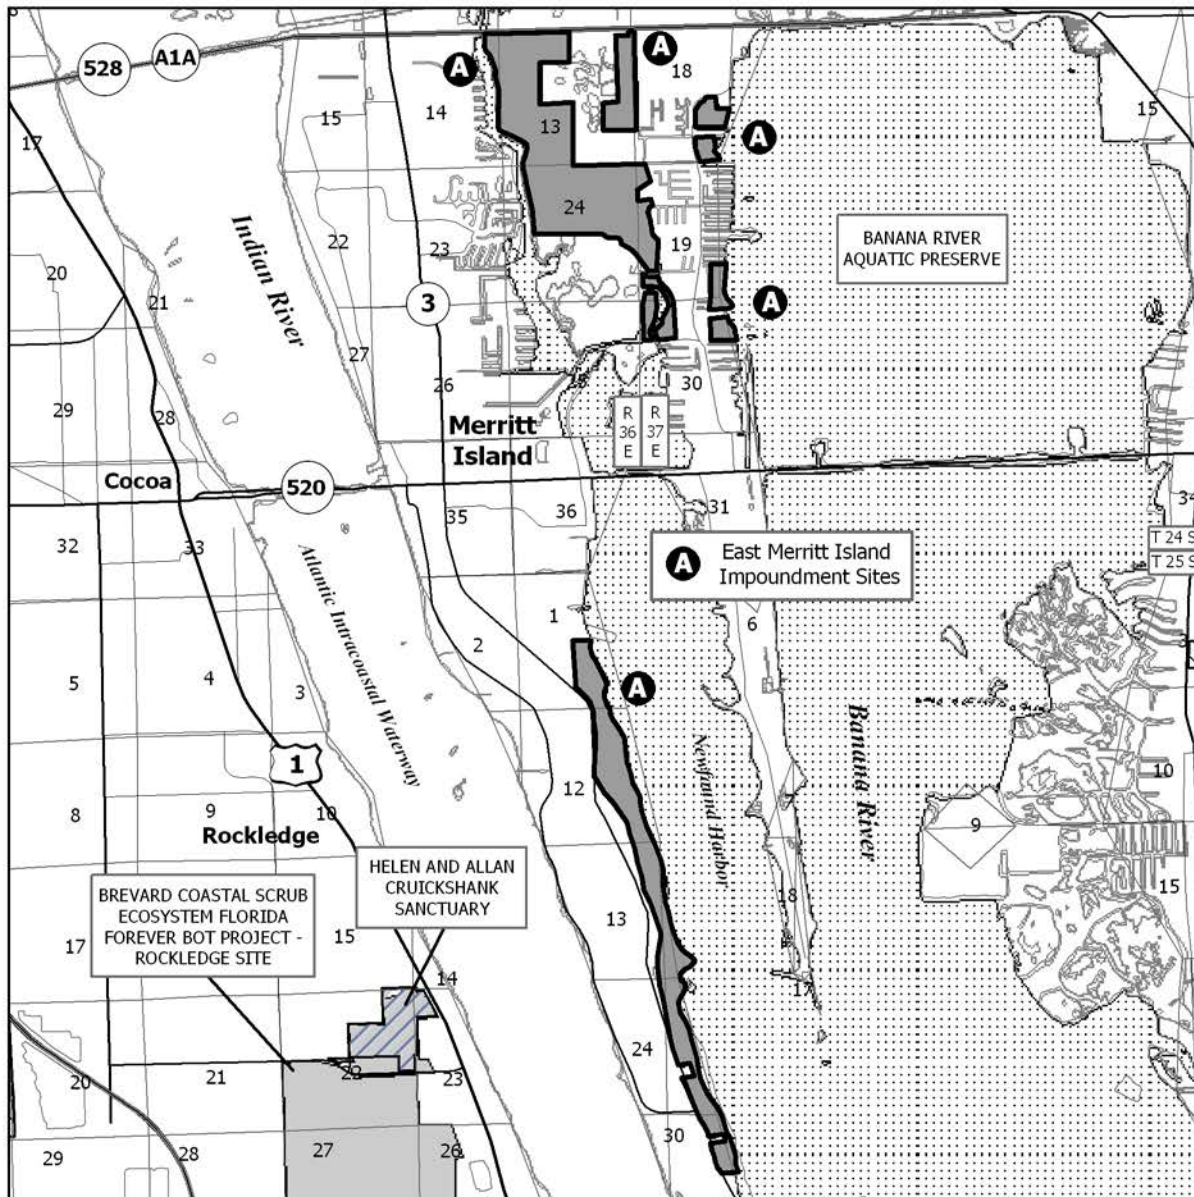 528
A1A
A
A
18
15
14
15
13
17
A
24
Indian River
22
23
19
BANANA RIVER
AQUATIC PRESERVE
20
21
3
A
27
26
30
29
28
Merritt
Island
R
36
E
R
37
E
Cocoa
520
35
36
31
34
32
33
T 24 S
T 25 S
A
East Merritt Island
Impoundment Sites
Atlantic Intracoastal Waterway
1
2
6
3
5
4
3
A
Newfound Harbor
Banana River
1
12
10
8
9
10
9
Rockledge
HELEN AND ALLAN
CRUICKSHANK
SANCTUARY
BREVARD COASTAL SCRUB
ECOSYSTEM FLORIDA
FOREVER BOT PROJECT -
ROCKLEDGE SITE
18
15
13
17
15
14
17
24
20
21
22
23
30
29
28
27
26